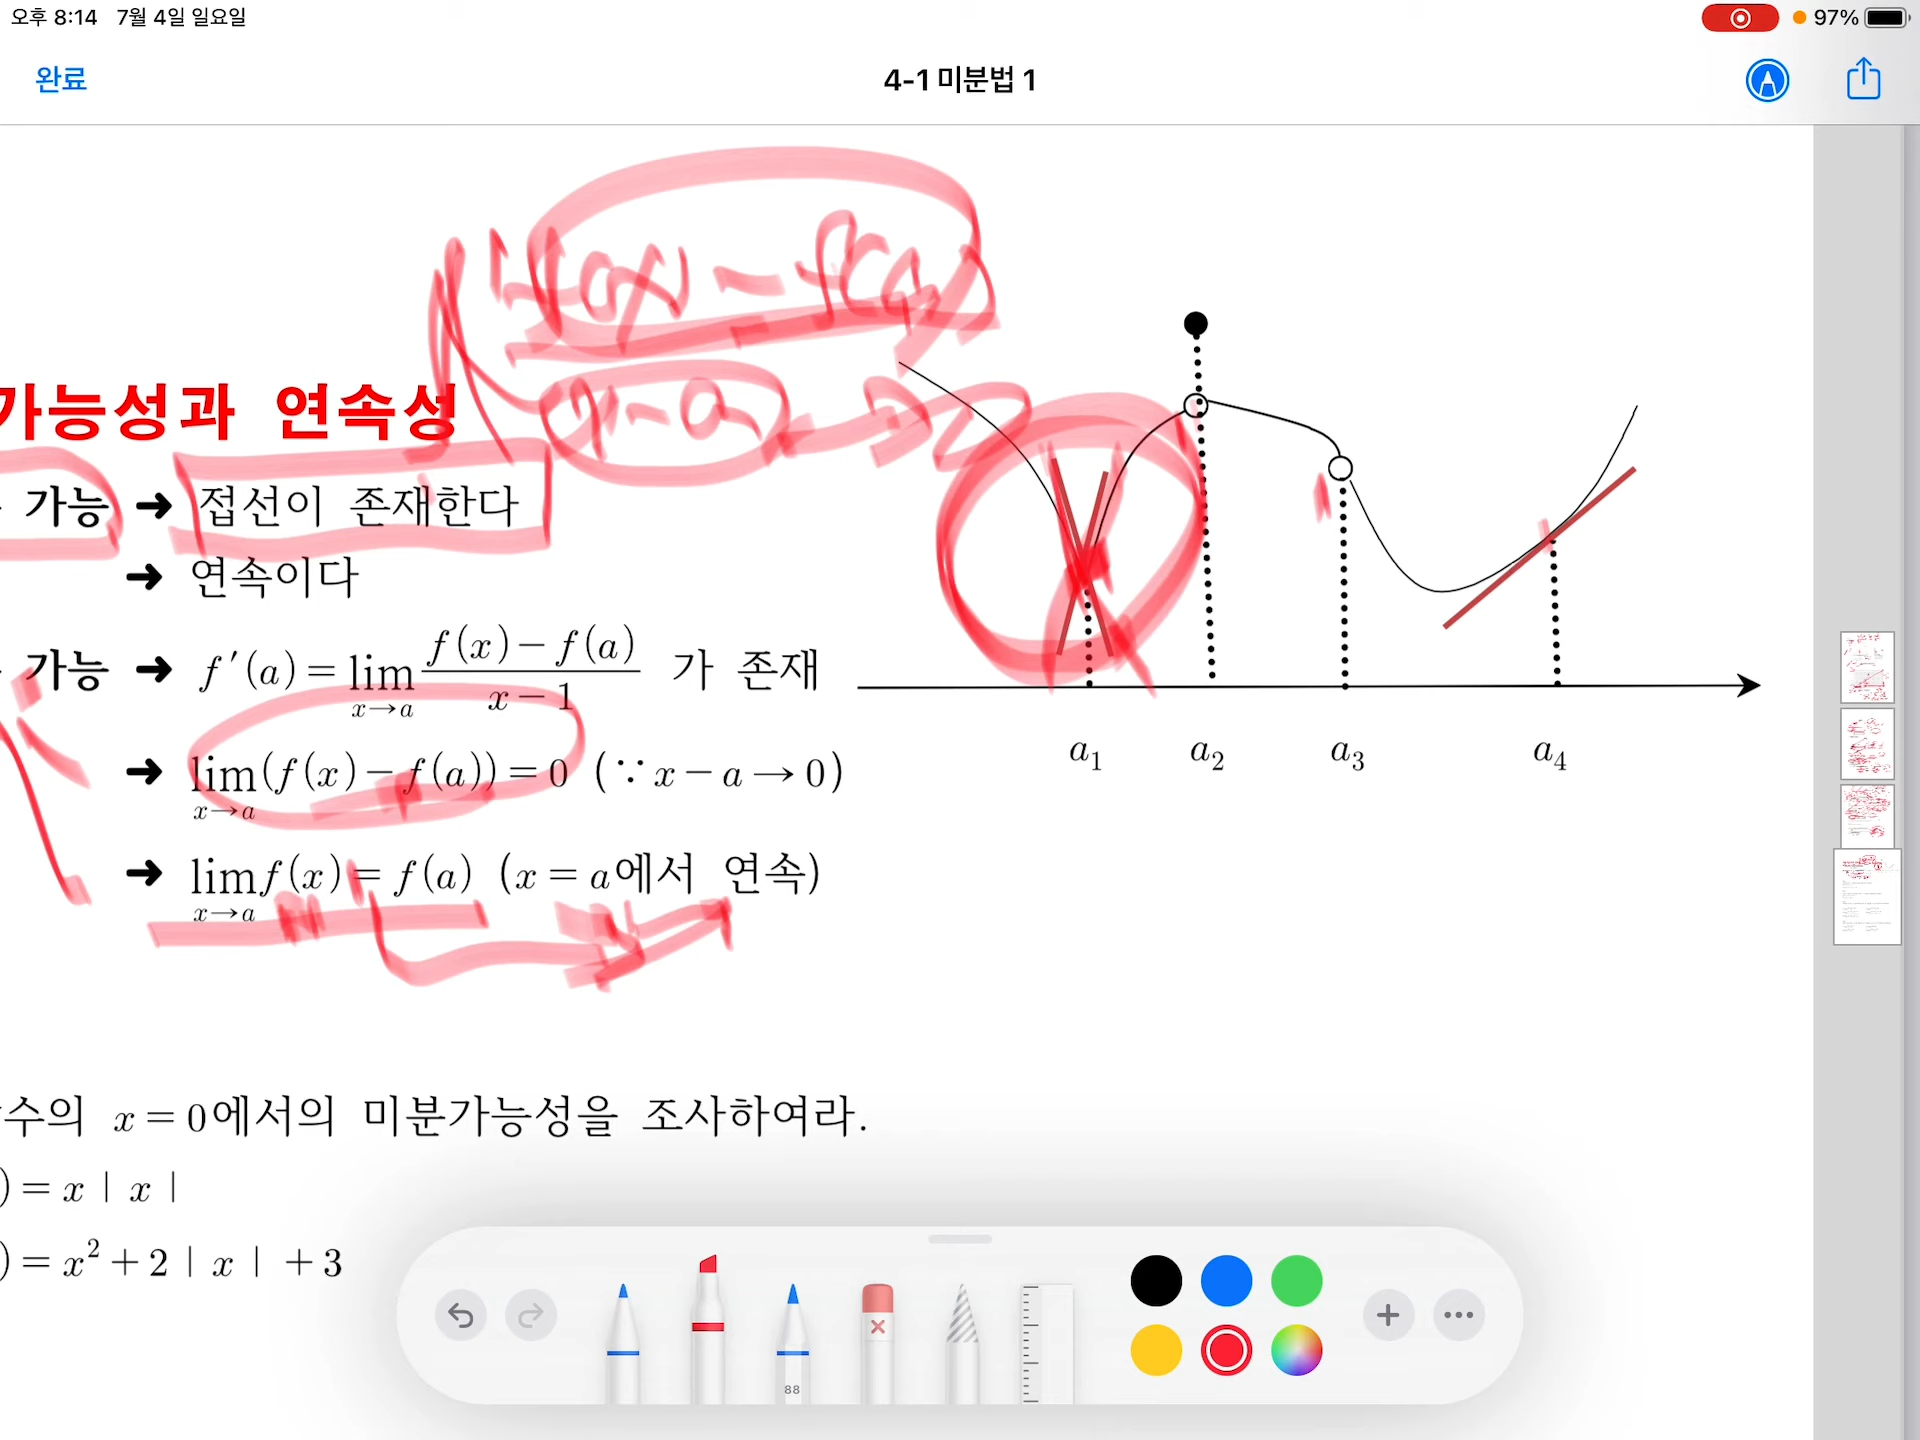 오후 8:14 7월 4일 일요일 97%
완료 4-1 미분법 1
f(x) - f(a)
x - a
가능성과 연속성
가능 ➜ 접선이 존재한다
➜ 연속이다
가능 ➜ f′(a) = lim x→a (f(x) − f(a))/(x − 1) 가 존재
➜ lim x→a (f(x) − f(a)) = 0 (∵ x − a → 0)
➜ lim x→a f(x) = f(a) (x = a에서 연속)
a₁ a₂ a₃ a₄
수의 x = 0에서의 미분가능성을 조사하여라.
) = x | x |
) = x² + 2 | x | + 3
88